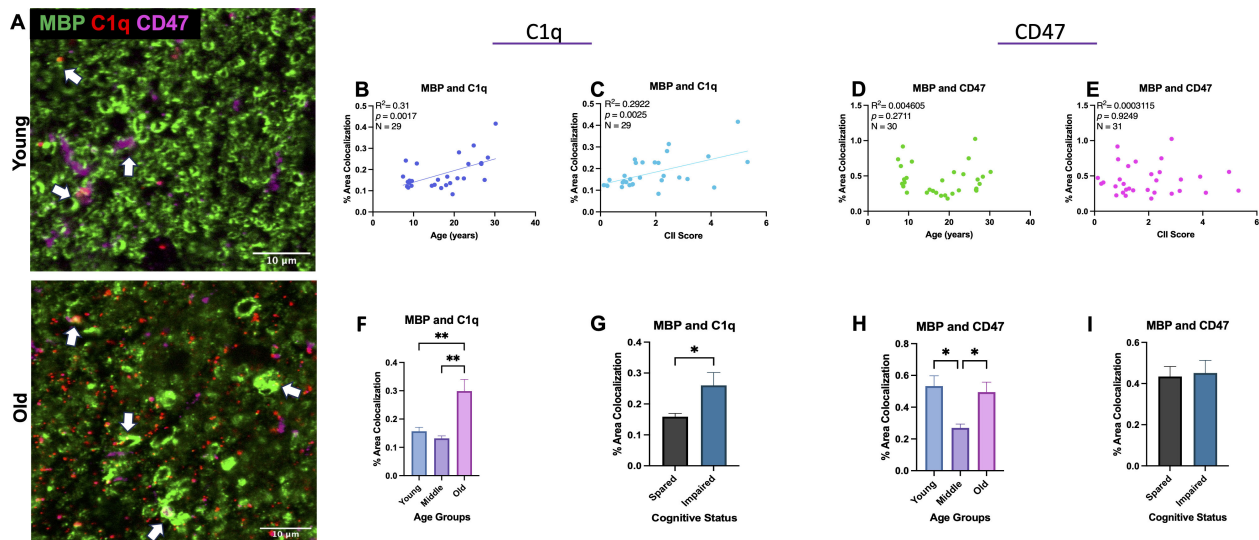 A
MBP C1q CD47
Young
10 μm
Old
10 μm
C1q
CD47
B
MBP and C1q
R²= 0.31
p = 0.0017
N = 29
% Area Colocalization
0.5
0.4
0.3
0.2
0.1
0.0
0 10 20 30 40
Age (years)
C
MBP and C1q
R²= 0.2922
p = 0.0025
N = 29
% Area Colocalization
0.5
0.4
0.3
0.2
0.1
0.0
0 2 4 6
CII Score
D
MBP and CD47
R²= 0.004605
p = 0.2711
N = 30
% Area Colocalization
1.5
1.0
0.5
0.0
0 10 20 30 40
Age (years)
E
MBP and CD47
R²= 0.0003115
p = 0.9249
N = 31
% Area Colocalization
1.5
1.0
0.5
0.0
0 2 4 6
CII Score
F
MBP and C1q
**
**
% Area Colocalization
0.4
0.3
0.2
0.1
0.0
Young Middle Old
Age Groups
G
MBP and C1q
*
% Area Colocalization
0.4
0.3
0.2
0.1
0.0
Spared Impaired
Cognitive Status
H
MBP and CD47
* *
% Area Colocalization
0.8
0.6
0.4
0.2
0.0
Young Middle Old
Age Groups
I
MBP and CD47
% Area Colocalization
0.6
0.4
0.2
0.0
Spared Impaired
Cognitive Status